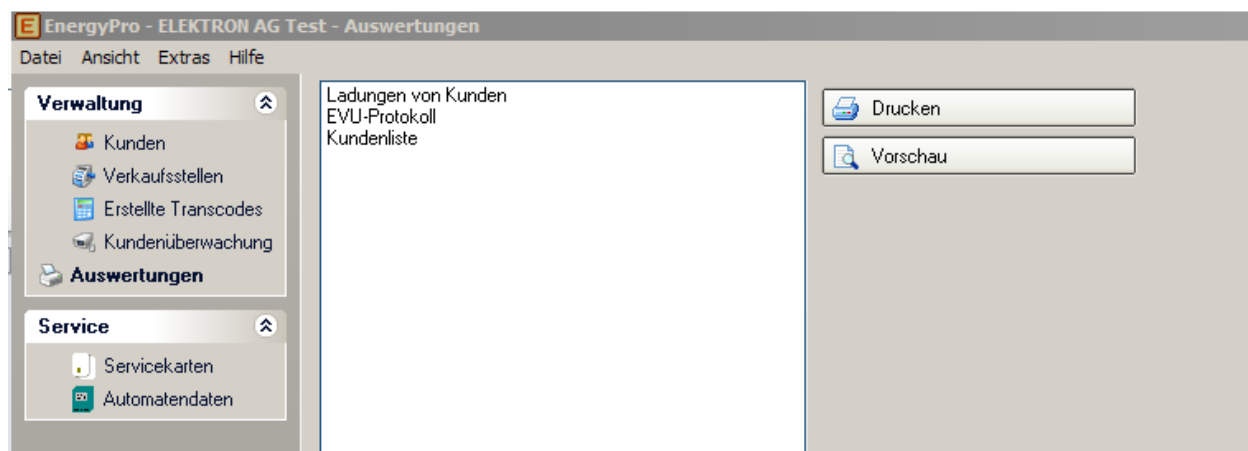 EnergyPro - ELEKTRON AG Test - Auswertungen
Datei Ansicht Extras Hilfe
Verwaltung
Kunden
Verkaufsstellen
Erstellte Transcodes
Kundenüberwachung
Auswertungen
Service
Servicekarten
Automatendaten
Ladungen von Kunden
EVU-Protokoll
Kundenliste
Drucken
Vorschau